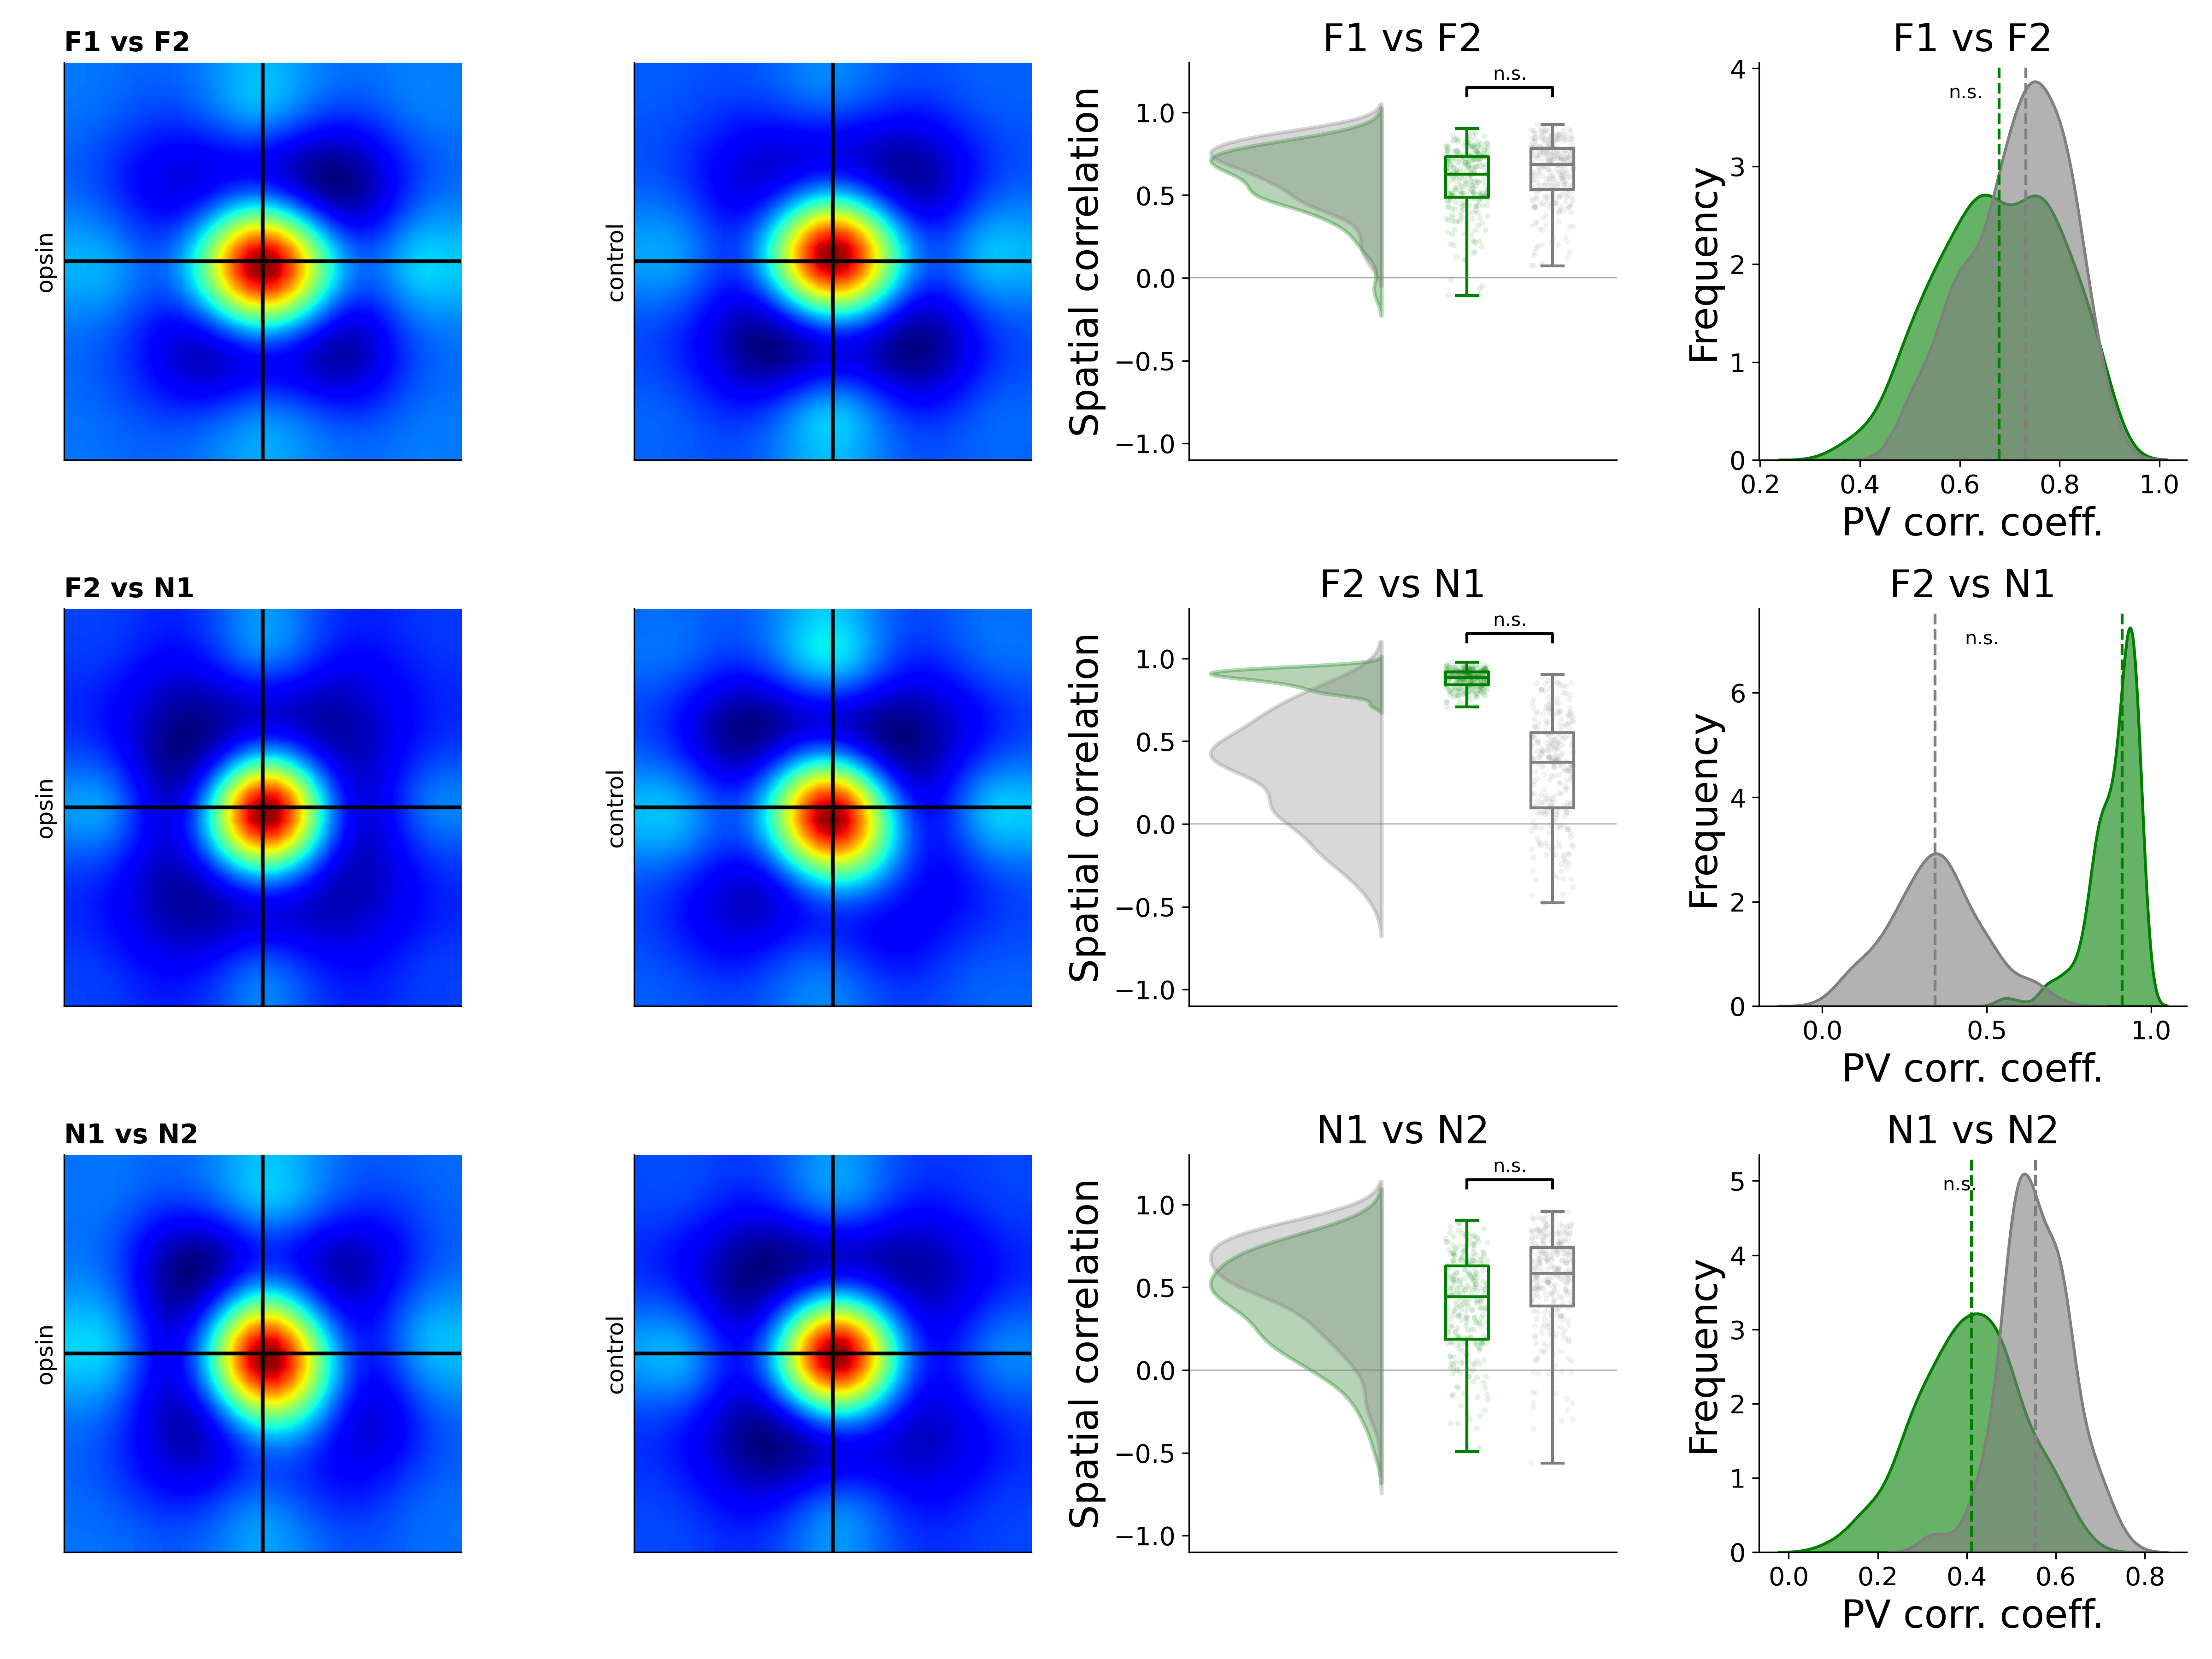 F1 vs F2
opsin
control
F1 vs F2
Spatial correlation
1.0
0.5
0.0
−0.5
−1.0
n.s.
F1 vs F2
Frequency
4
3
2
1
0
n.s.
0.2 0.4 0.6 0.8 1.0
PV corr. coeff.
F2 vs N1
opsin
control
F2 vs N1
Spatial correlation
1.0
0.5
0.0
−0.5
−1.0
n.s.
F2 vs N1
Frequency
6
4
2
0
n.s.
0.0 0.5 1.0
PV corr. coeff.
N1 vs N2
opsin
control
N1 vs N2
Spatial correlation
1.0
0.5
0.0
−0.5
−1.0
n.s.
N1 vs N2
Frequency
5
4
3
2
1
0
n.s.
0.0 0.2 0.4 0.6 0.8
PV corr. coeff.